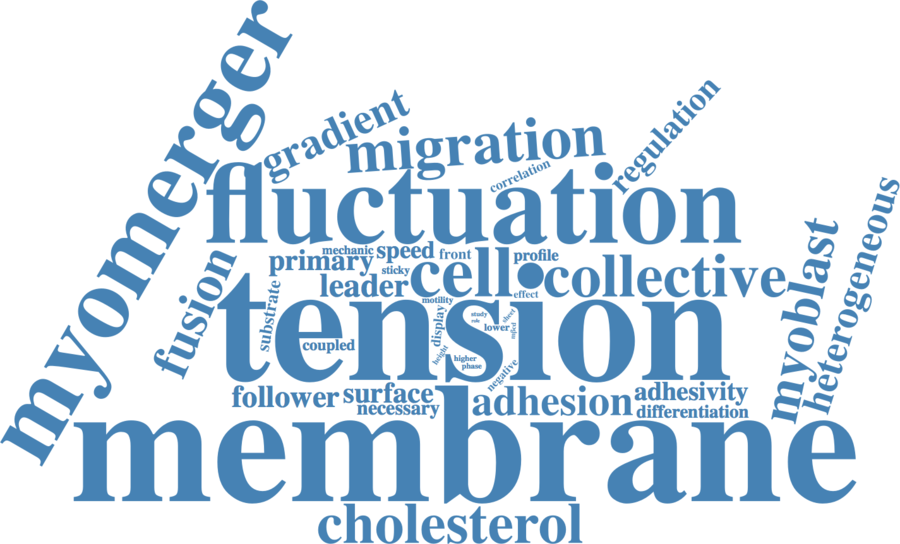 myomerger
gradient
migration
regulation
correlation
fluctuation
heterogeneous
myoblast
fusion
mechanic
speed
front
profile
primary
sticky
cell
collective
leader
effect
substrate
motility
tension
display
study
role
lower
sheet
coupled
height
higher
phase
negative
follower
surface
adhesion
adhesivity
necessary
differentiation
membrane
cholesterol